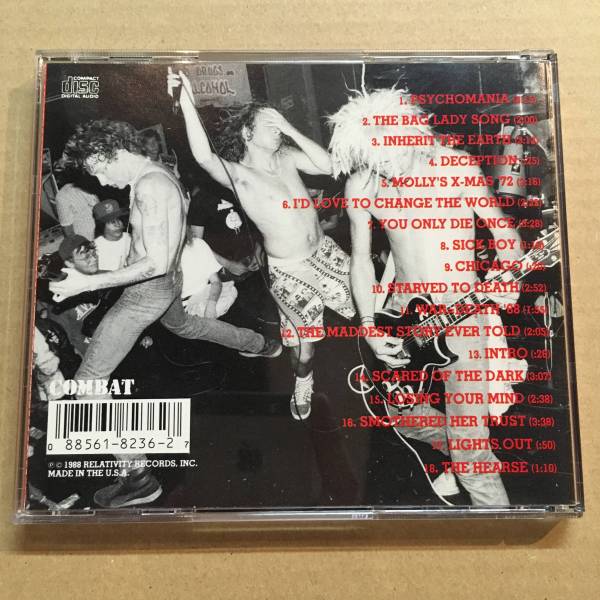 COMPACT
disc
DIGITAL AUDIO
DRUGS
ALCOHOL
1. PSYCHOMANIA
2. THE BAG LADY SONG (2:00)
3. INHERIT THE EARTH
4. DECEPTION
5. MOLLY'S X-MAS '72
6. I'D LOVE TO CHANGE THE WORLD
7. YOU ONLY DIE ONCE
8. SICK BOY
9. CHICAGO
10. STARVED TO DEATH (2:52)
11. WAR=DEATH '88
12. THE MADDEST STORY EVER TOLD (2:05)
13. INTRO (:26)
14. SCARED OF THE DARK (3:07)
15. LOSING YOUR MIND (2:38)
16. SMOTHERED HER TRUST (3:38)
17. LIGHTS OUT (:50)
18. THE HEARSE (1:10)
COMBAT
0 88561-8236-2 7
℗ © 1988 RELATIVITY RECORDS, INC.
MADE IN THE U.S.A.